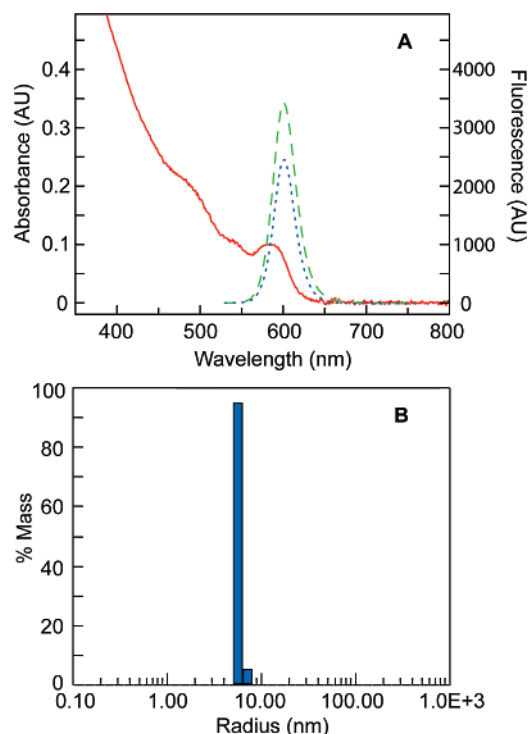 A
0.4
0.3
0.2
0.1
0
4000
3000
2000
1000
0
Absorbance (AU)
Fluorescence (AU)
400 500 600 700 800
Wavelength (nm)
B
100
80
60
40
20
0
% Mass
0.10 1.00 10.00 100.00 1.0E+3
Radius (nm)